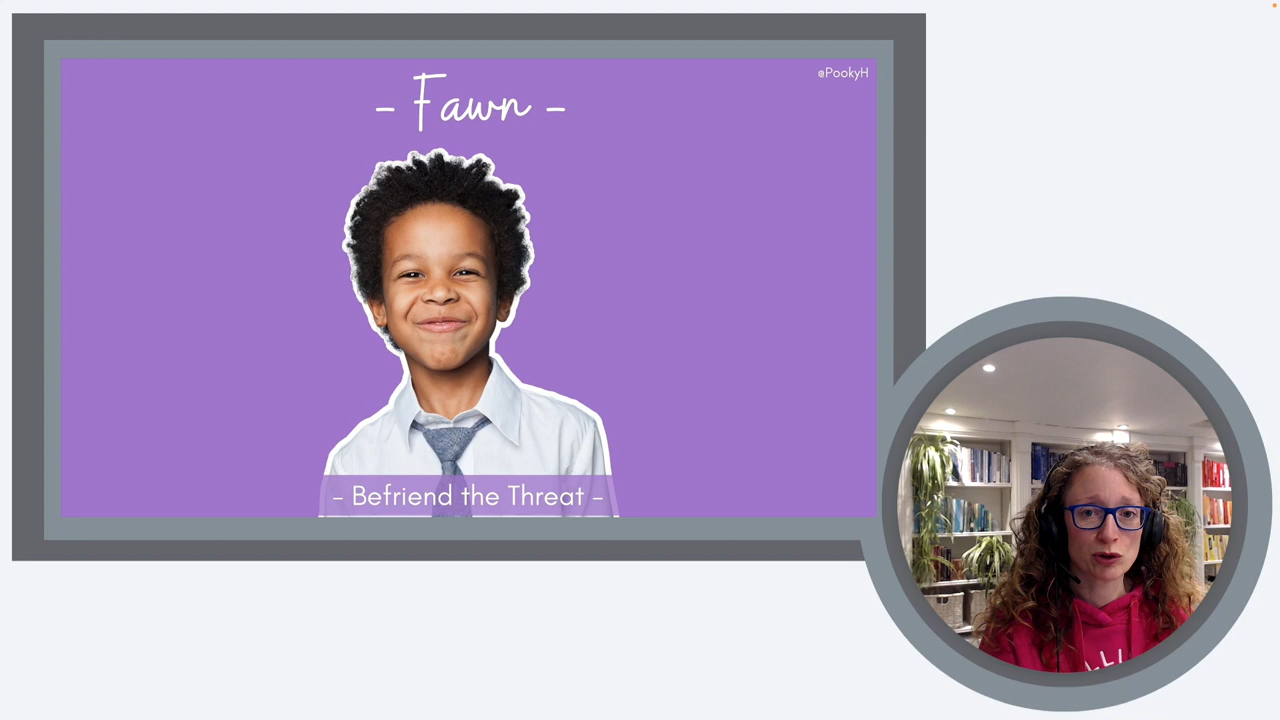 @PookyH
- Fawn -
- Befriend the Threat -